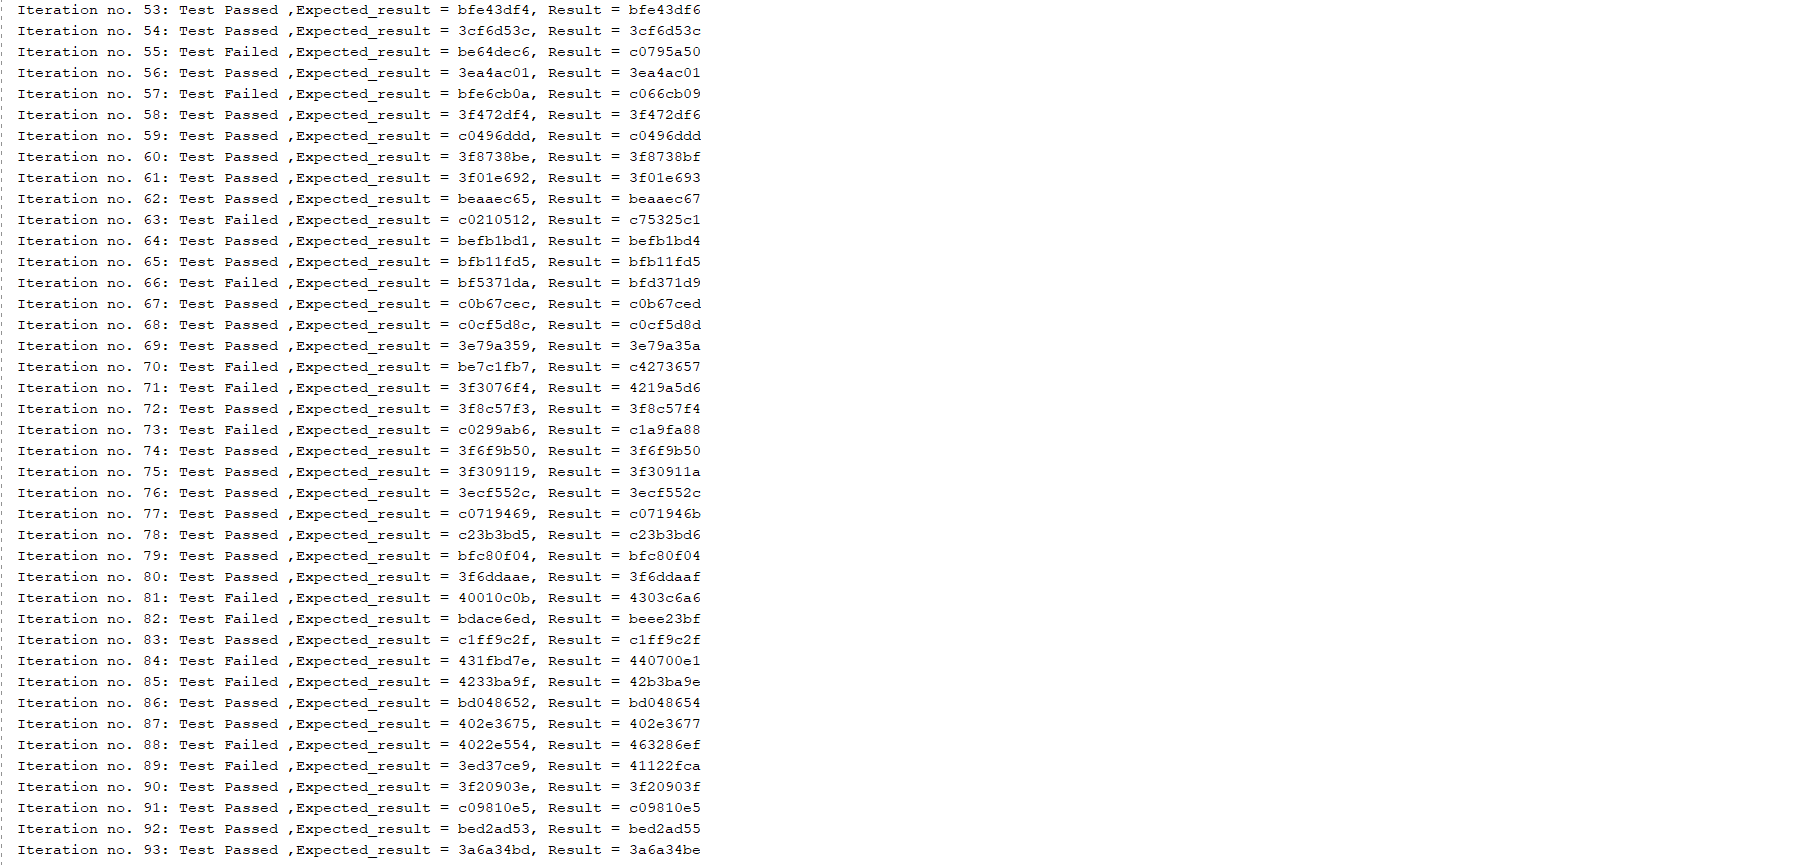 Iteration no. 53: Test Passed ,Expected_result = bfe43df4, Result = bfe43df6
Iteration no. 54: Test Passed ,Expected_result = 3cf6d53c, Result = 3cf6d53c
Iteration no. 55: Test Failed ,Expected_result = be64dec6, Result = c0795a50
Iteration no. 56: Test Passed ,Expected_result = 3ea4ac01, Result = 3ea4ac01
Iteration no. 57: Test Failed ,Expected_result = bfe6cb0a, Result = c066cb09
Iteration no. 58: Test Passed ,Expected_result = 3f472df4, Result = 3f472df6
Iteration no. 59: Test Passed ,Expected_result = c0496ddd, Result = c0496ddd
Iteration no. 60: Test Passed ,Expected_result = 3f8738be, Result = 3f8738bf
Iteration no. 61: Test Passed ,Expected_result = 3f01e692, Result = 3f01e693
Iteration no. 62: Test Passed ,Expected_result = beaaec65, Result = beaaec67
Iteration no. 63: Test Failed ,Expected_result = c0210512, Result = c75325c1
Iteration no. 64: Test Passed ,Expected_result = befb1bd1, Result = befb1bd4
Iteration no. 65: Test Passed ,Expected_result = bfb11fd5, Result = bfb11fd5
Iteration no. 66: Test Failed ,Expected_result = bf5371da, Result = bfd371d9
Iteration no. 67: Test Passed ,Expected_result = c0b67cec, Result = c0b67ced
Iteration no. 68: Test Passed ,Expected_result = c0cf5d8c, Result = c0cf5d8d
Iteration no. 69: Test Passed ,Expected_result = 3e79a359, Result = 3e79a35a
Iteration no. 70: Test Failed ,Expected_result = be7c1fb7, Result = c4273657
Iteration no. 71: Test Failed ,Expected_result = 3f3076f4, Result = 4219a5d6
Iteration no. 72: Test Passed ,Expected_result = 3f8c57f3, Result = 3f8c57f4
Iteration no. 73: Test Failed ,Expected_result = c0299ab6, Result = c1a9fa88
Iteration no. 74: Test Passed ,Expected_result = 3f6f9b50, Result = 3f6f9b50
Iteration no. 75: Test Passed ,Expected_result = 3f309119, Result = 3f30911a
Iteration no. 76: Test Passed ,Expected_result = 3ecf552c, Result = 3ecf552c
Iteration no. 77: Test Passed ,Expected_result = c0719469, Result = c071946b
Iteration no. 78: Test Passed ,Expected_result = c23b3bd5, Result = c23b3bd6
Iteration no. 79: Test Passed ,Expected_result = bfc80f04, Result = bfc80f04
Iteration no. 80: Test Passed ,Expected_result = 3f6ddaae, Result = 3f6ddaaf
Iteration no. 81: Test Failed ,Expected_result = 40010c0b, Result = 4303c6a6
Iteration no. 82: Test Failed ,Expected_result = bdace6ed, Result = beee23bf
Iteration no. 83: Test Passed ,Expected_result = c1ff9c2f, Result = c1ff9c2f
Iteration no. 84: Test Failed ,Expected_result = 431fbd7e, Result = 440700e1
Iteration no. 85: Test Failed ,Expected_result = 4233ba9f, Result = 42b3ba9e
Iteration no. 86: Test Passed ,Expected_result = bd048652, Result = bd048654
Iteration no. 87: Test Passed ,Expected_result = 402e3675, Result = 402e3677
Iteration no. 88: Test Failed ,Expected_result = 4022e554, Result = 463286ef
Iteration no. 89: Test Failed ,Expected_result = 3ed37ce9, Result = 41122fca
Iteration no. 90: Test Passed ,Expected_result = 3f20903e, Result = 3f20903f
Iteration no. 91: Test Passed ,Expected_result = c09810e5, Result = c09810e5
Iteration no. 92: Test Passed ,Expected_result = bed2ad53, Result = bed2ad55
Iteration no. 93: Test Passed ,Expected_result = 3a6a34bd, Result = 3a6a34be